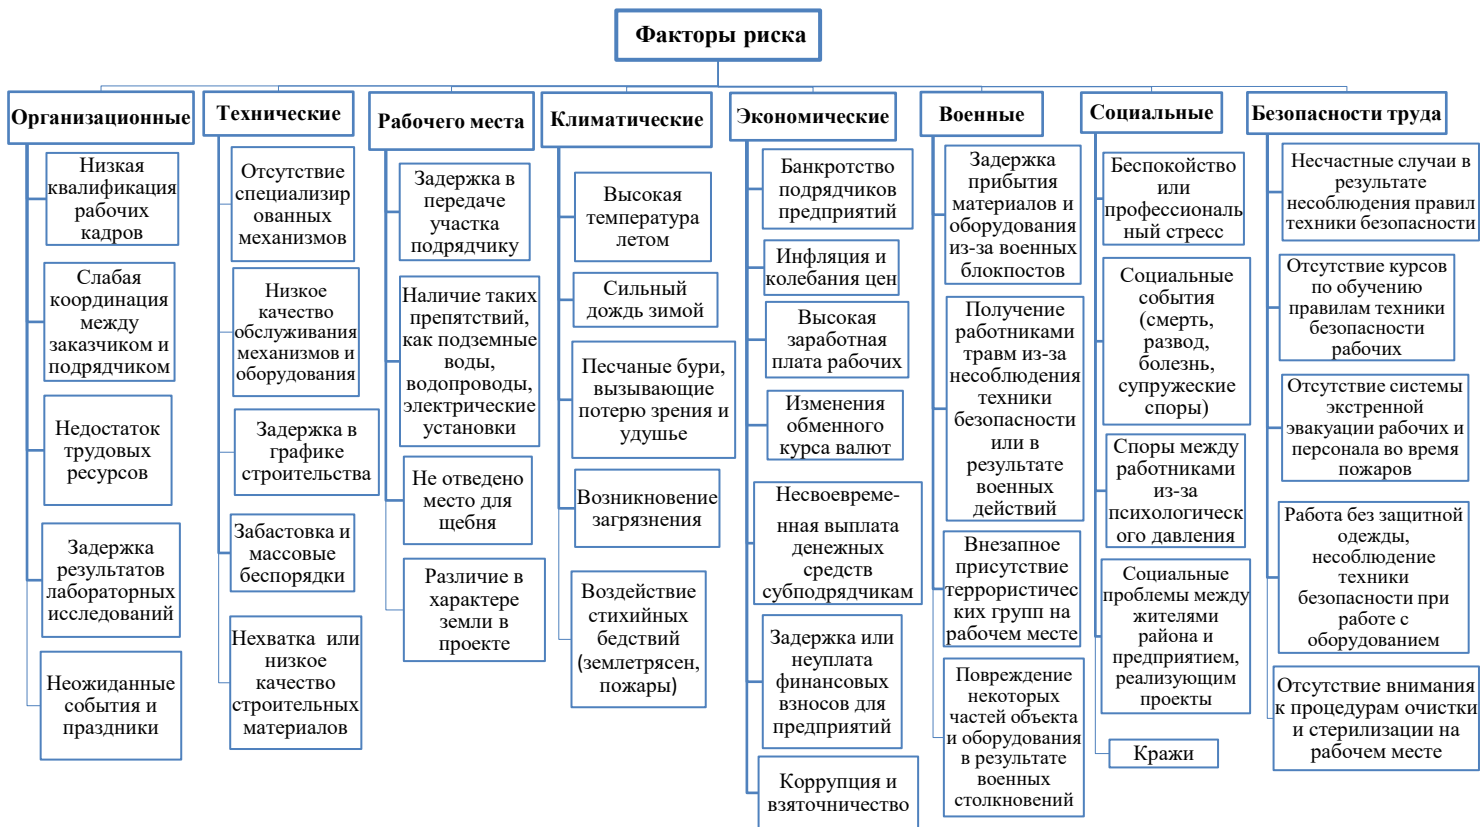 Факторы риска
Организационные
Низкая
квалификация
рабочих
кадров
Слабая
координация
между
заказчиком и
подрядчиком
Недостаток
трудовых
ресурсов
Задержка
результатов
лабораторных
исследований
Неожиданные
события и
праздники
Технические
Отсутствие
специализир
ованных
механизмов
Низкое
качество
обслуживания
механизмов и
оборудования
Задержка в
графике
строительства
Забастовка и
массовые
беспорядки
Нехватка или
низкое
качество
строительных
материалов
Рабочего места
Задержка в
передаче
участка
подрядчику
Наличие таких
препятствий,
как подземные
воды,
водопроводы,
электрические
установки
Не отведено
место для
щебня
Различие в
характере
земли в
проекте
Климатические
Высокая
температура
летом
Сильный
дождь зимой
Песчаные бури,
вызывающие
потерю зрения и
удушье
Возникновение
загрязнения
Воздействие
стихийных
бедствий
(землетрясен,
пожары)
Экономические
Банкротство
подрядчиков
предприятий
Инфляция и
колебания цен
Высокая
заработная
плата рабочих
Изменения
обменного
курса валют
Несвоевреме-
нная выплата
денежных
средств
субподрядчикам
Задержка или
неуплата
финансовых
взносов для
предприятий
Коррупция и
взяточничество
Военные
Задержка
прибытия
материалов и
оборудования
из-за военных
блокпостов
Получение
работниками
травм из-за
несоблюдения
техники
безопасности
или в
результате
военных
действий
Внезапное
присутствие
террористичес
ких групп на
рабочем месте
Повреждение
некоторых
частей объекта
и оборудования
в результате
военных
столкновений
Социальные
Беспокойство
или
профессиональ
ный стресс
Социальные
события
(смерть,
развод,
болезнь,
супружеские
споры)
Споры между
работниками
из-за
психологическ
ого давления
Социальные
проблемы между
жителями
района и
предприятием,
реализующим
проекты
Кражи
Безопасности труда
Несчастные случаи в
результате
несоблюдения правил
техники безопасности
Отсутствие курсов
по обучению
правилам техники
безопасности
рабочих
Отсутствие системы
экстренной
эвакуации рабочих и
персонала во время
пожаров
Работа без защитной
одежды,
несоблюдение
техники
безопасности при
работе с
оборудованием
Отсутствие внимания
к процедурам очистки
и стерилизации на
рабочем месте